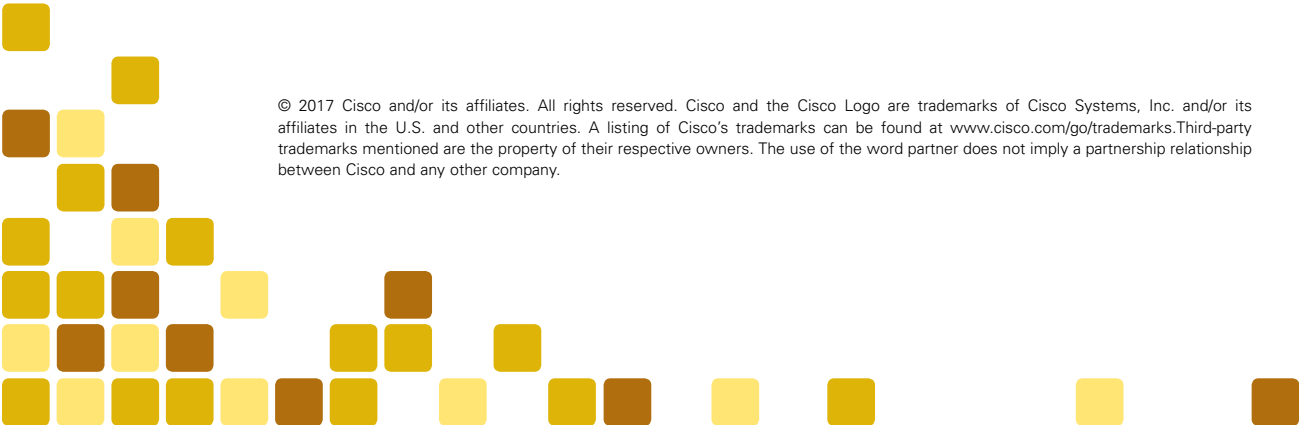 © 2017 Cisco and/or its affiliates. All rights reserved. Cisco and the Cisco Logo are trademarks of Cisco Systems, Inc. and/or its
affiliates in the U.S. and other countries. A listing of Cisco's trademarks can be found at www.cisco.com/go/trademarks.Third-party
trademarks mentioned are the property of their respective owners. The use of the word partner does not imply a partnership relationship
between Cisco and any other company.